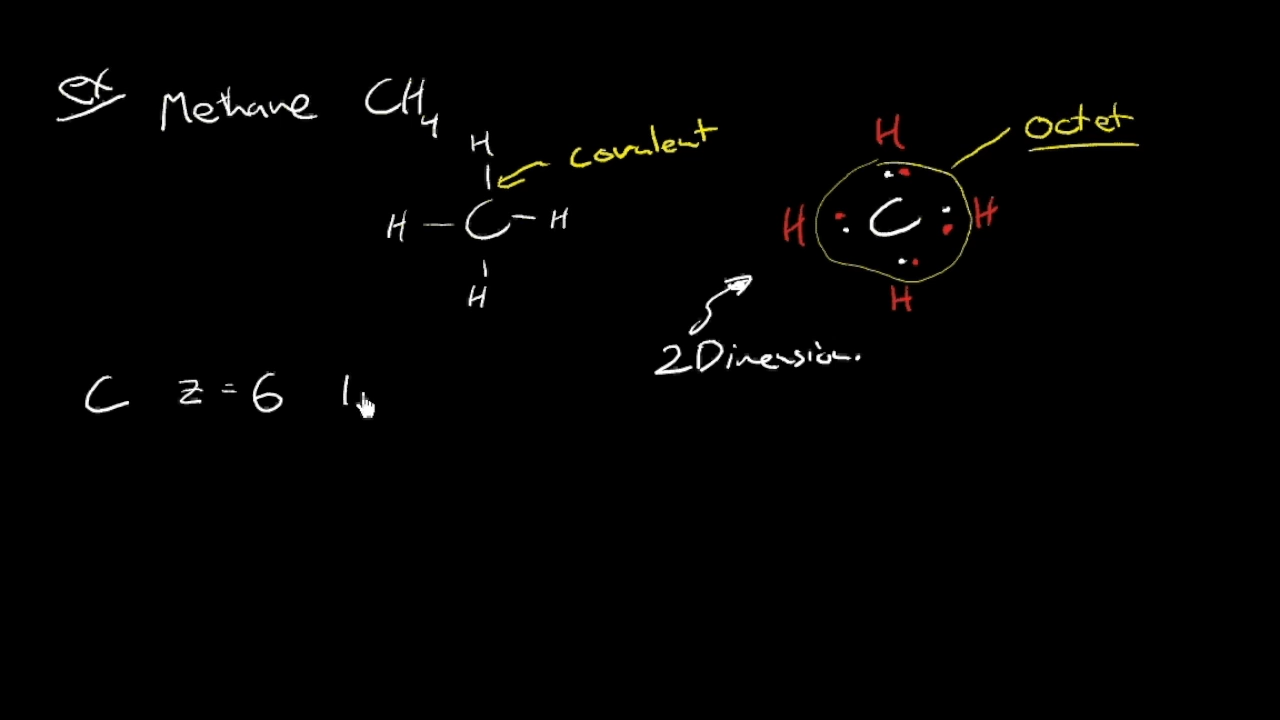 ex Methane CH4
covalent
octet
H
H – C – H
H
H
H : C : H
H
2Dimension.
C z = 6 1